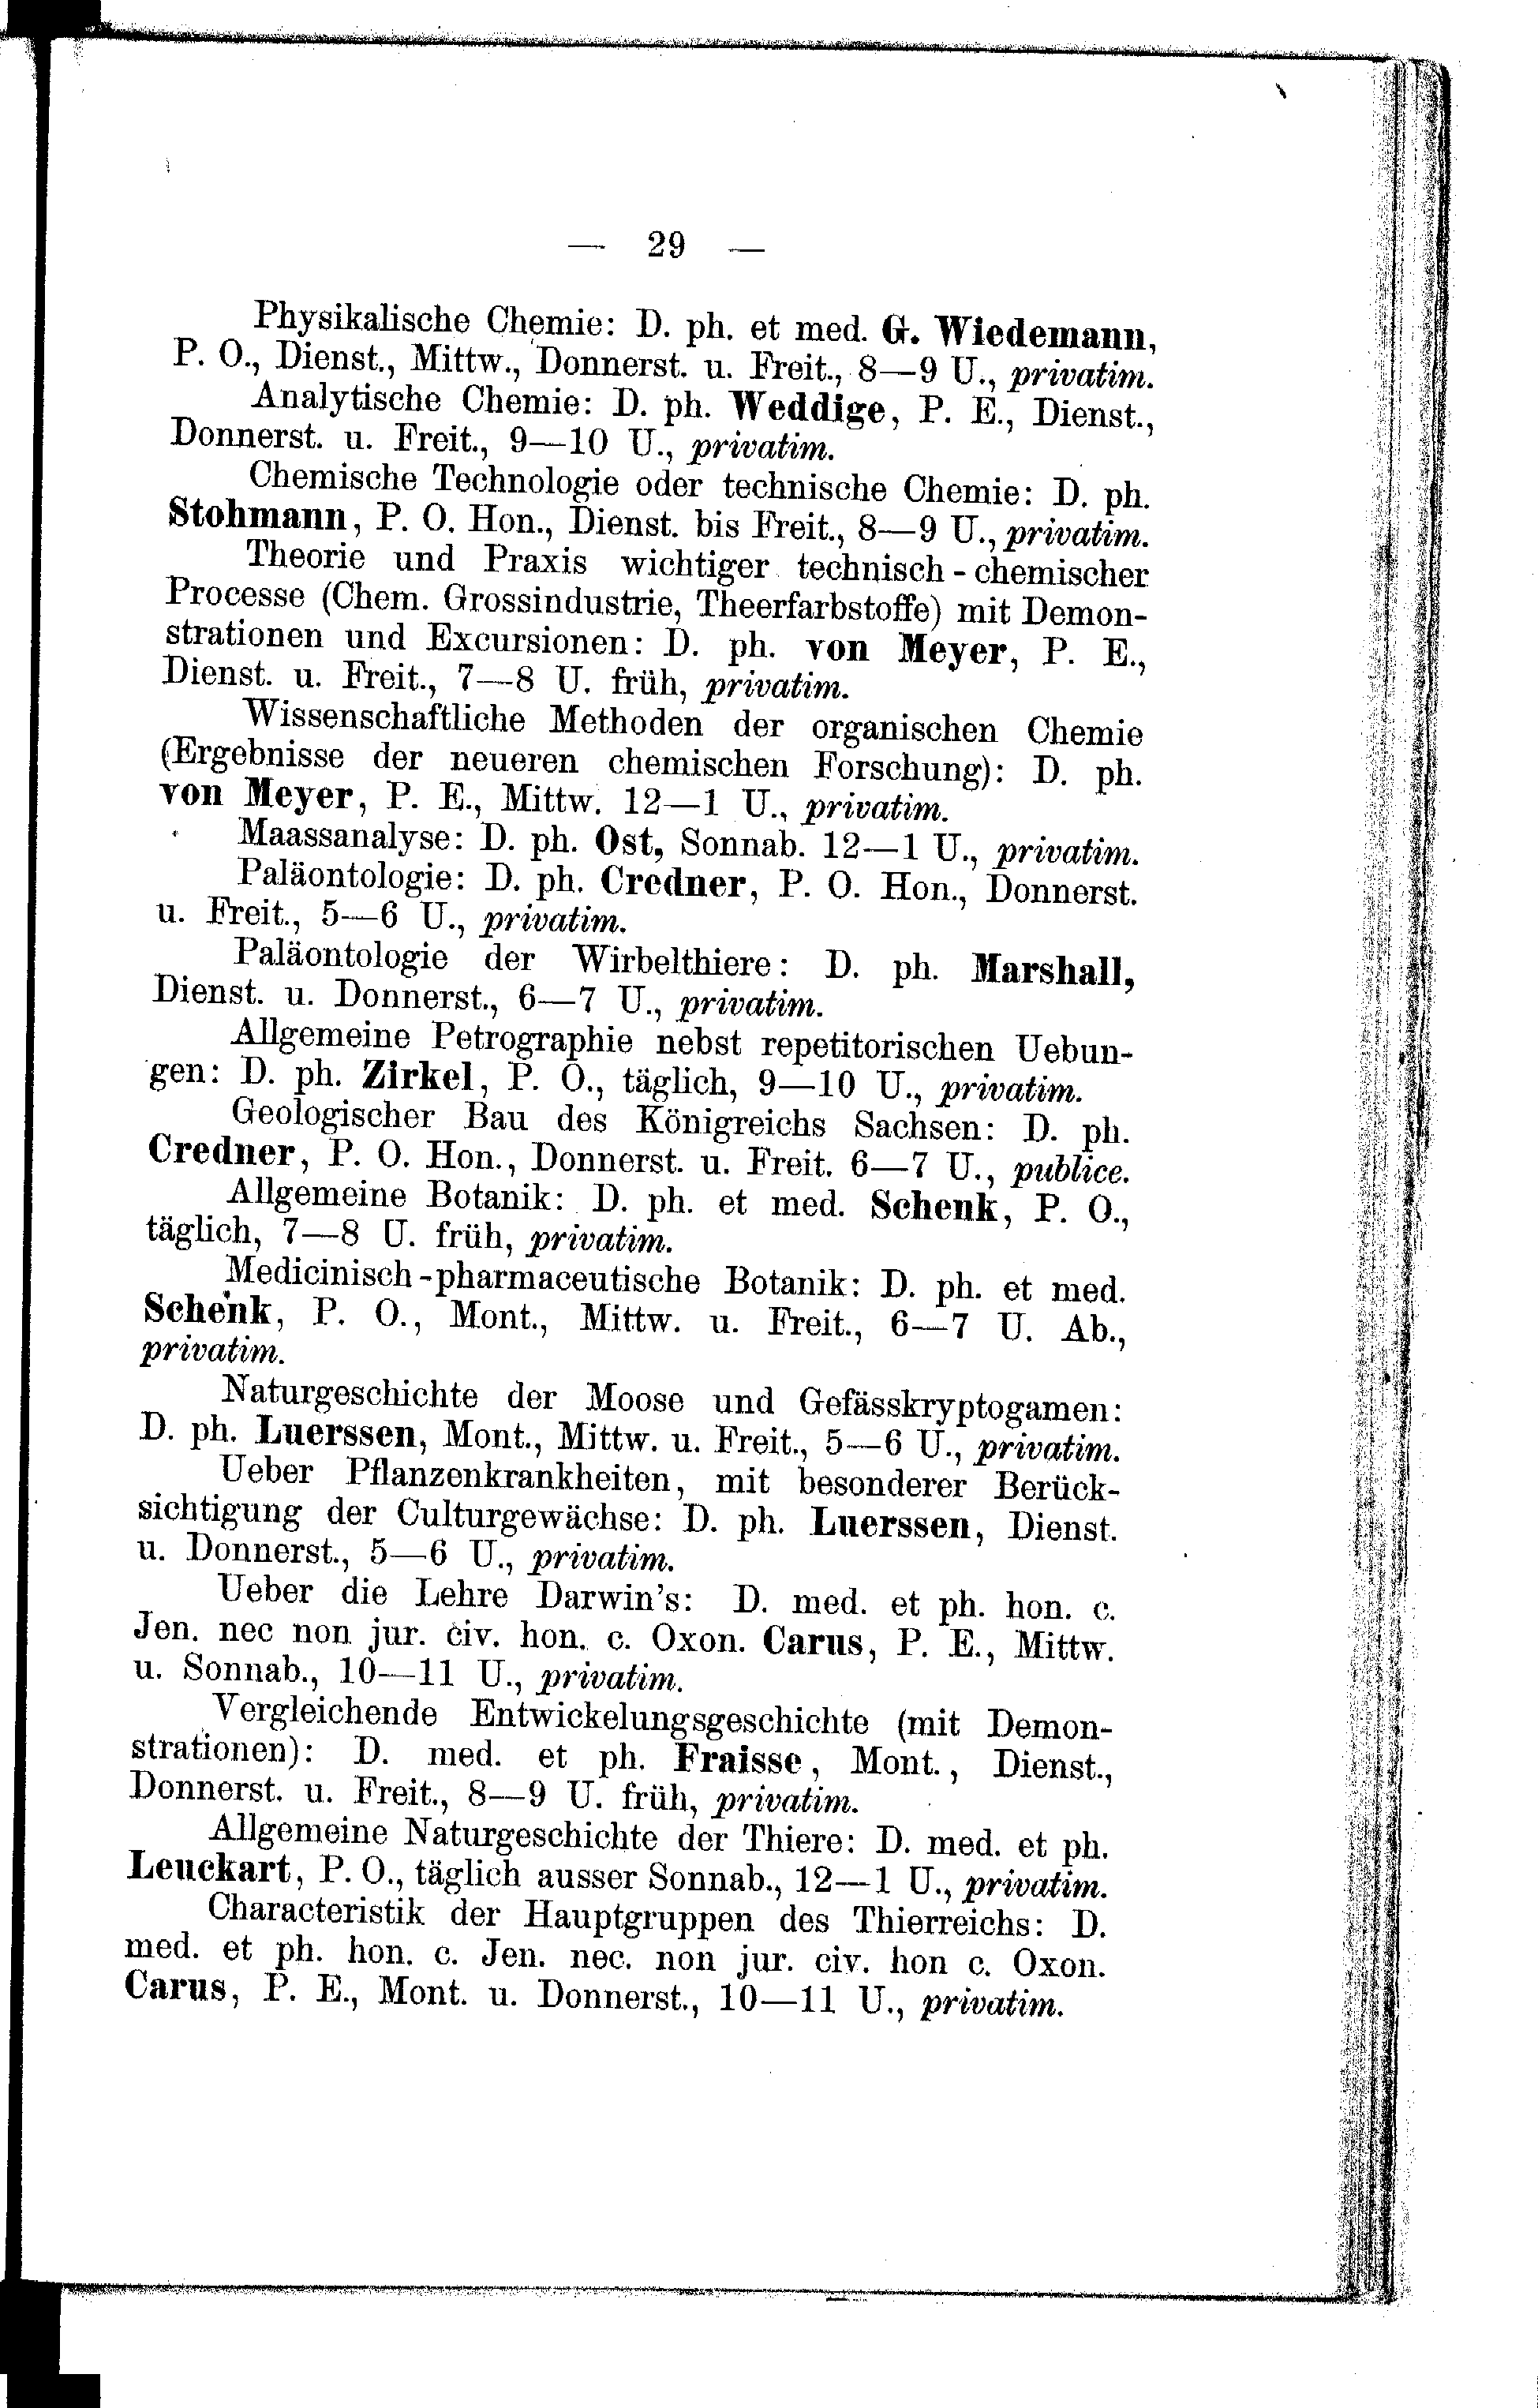 — 29 —
Physikalische Chemie: D. ph. et med. G. Wiedemann,
P. O., Dienst., Mittw., Donnerst. u. Freit., 8—9 U., privatim.
Analytische Chemie: D. ph. Weddige, P. E., Dienst.,
Donnerst. u. Freit., 9—10 U., privatim.
Chemische Technologie oder technische Chemie: D. ph.
Stohmann, P. O. Hon., Dienst. bis Freit., 8—9 U., privatim.
Theorie und Praxis wichtiger technisch-chemischer
Processe (Chem. Grossindustrie, Theerfarbstoffe) mit Demon-
strationen und Excursionen: D. ph. von Meyer, P. E.,
Dienst. u. Freit., 7—8 U. früh, privatim.
Wissenschaftliche Methoden der organischen Chemie
(Ergebnisse der neueren chemischen Forschung): D. ph.
von Meyer, P. E., Mittw. 12—1 U., privatim.
Maassanalyse: D. ph. Ost, Sonnab. 12—1 U., privatim.
Paläontologie: D. ph. Credner, P. O. Hon., Donnerst.
u. Freit., 5—6 U., privatim.
Paläontologie der Wirbelthiere: D. ph. Marshall,
Dienst. u. Donnerst., 6—7 U., privatim.
Allgemeine Petrographie nebst repetitorischen Uebun-
gen: D. ph. Zirkel, P. O., täglich, 9—10 U., privatim.
Geologischer Bau des Königreichs Sachsen: D. ph.
Credner, P. O. Hon., Donnerst. u. Freit. 6—7 U., publice.
Allgemeine Botanik: D. ph. et med. Schenk, P. O.,
täglich, 7—8 U. früh, privatim.
Medicinisch-pharmaceutische Botanik: D. ph. et med.
Schenk, P. O., Mont., Mittw. u. Freit., 6—7 U. Ab.,
privatim.
Naturgeschichte der Moose und Gefässkryptogamen:
D. ph. Luerssen, Mont., Mittw. u. Freit., 5—6 U., privatim.
Ueber Pflanzenkrankheiten, mit besonderer Berück-
sichtigung der Culturgewächse: D. ph. Luerssen, Dienst.
u. Donnerst., 5—6 U., privatim.
Ueber die Lehre Darwin's: D. med. et ph. hon. c.
Jen. nec non jur. civ. hon. c. Oxon. Carus, P. E., Mittw.
u. Sonnab., 10—11 U., privatim.
Vergleichende Entwickelungsgeschichte (mit Demon-
strationen): D. med. et ph. Fraisse, Mont., Dienst.,
Donnerst. u. Freit., 8—9 U. früh, privatim.
Allgemeine Naturgeschichte der Thiere: D. med. et ph.
Leuckart, P. O., täglich ausser Sonnab., 12—1 U., privatim.
Characteristik der Hauptgruppen des Thierreichs: D.
med. et ph. hon. c. Jen. nec. non jur. civ. hon c. Oxon.
Carus, P. E., Mont. u. Donnerst., 10—11 U., privatim.